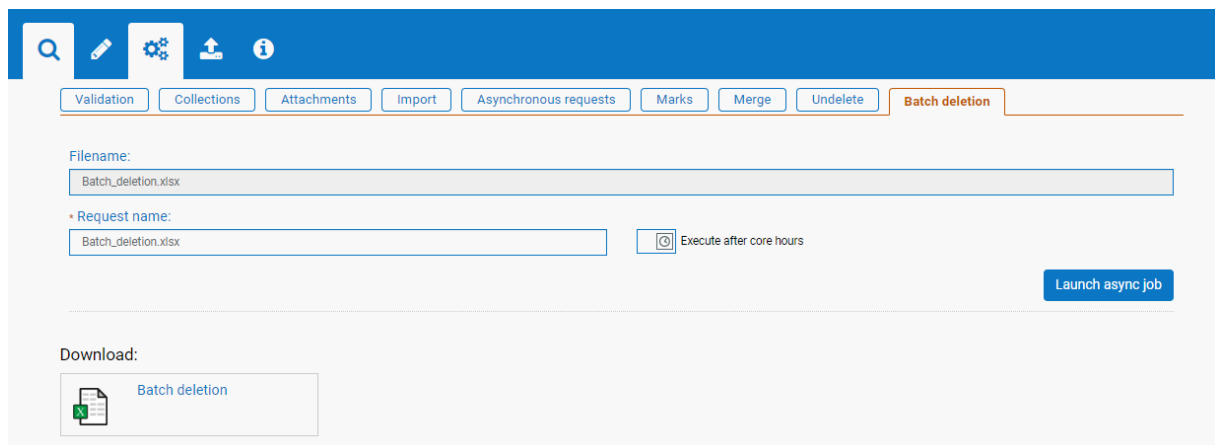 Validation Collections Attachments Import Asynchronous requests Marks Merge Undelete Batch deletion
Filename:
Batch_deletion.xlsx
* Request name:
Batch_deletion.xlsx Execute after core hours
Launch async job
Download:
Batch deletion